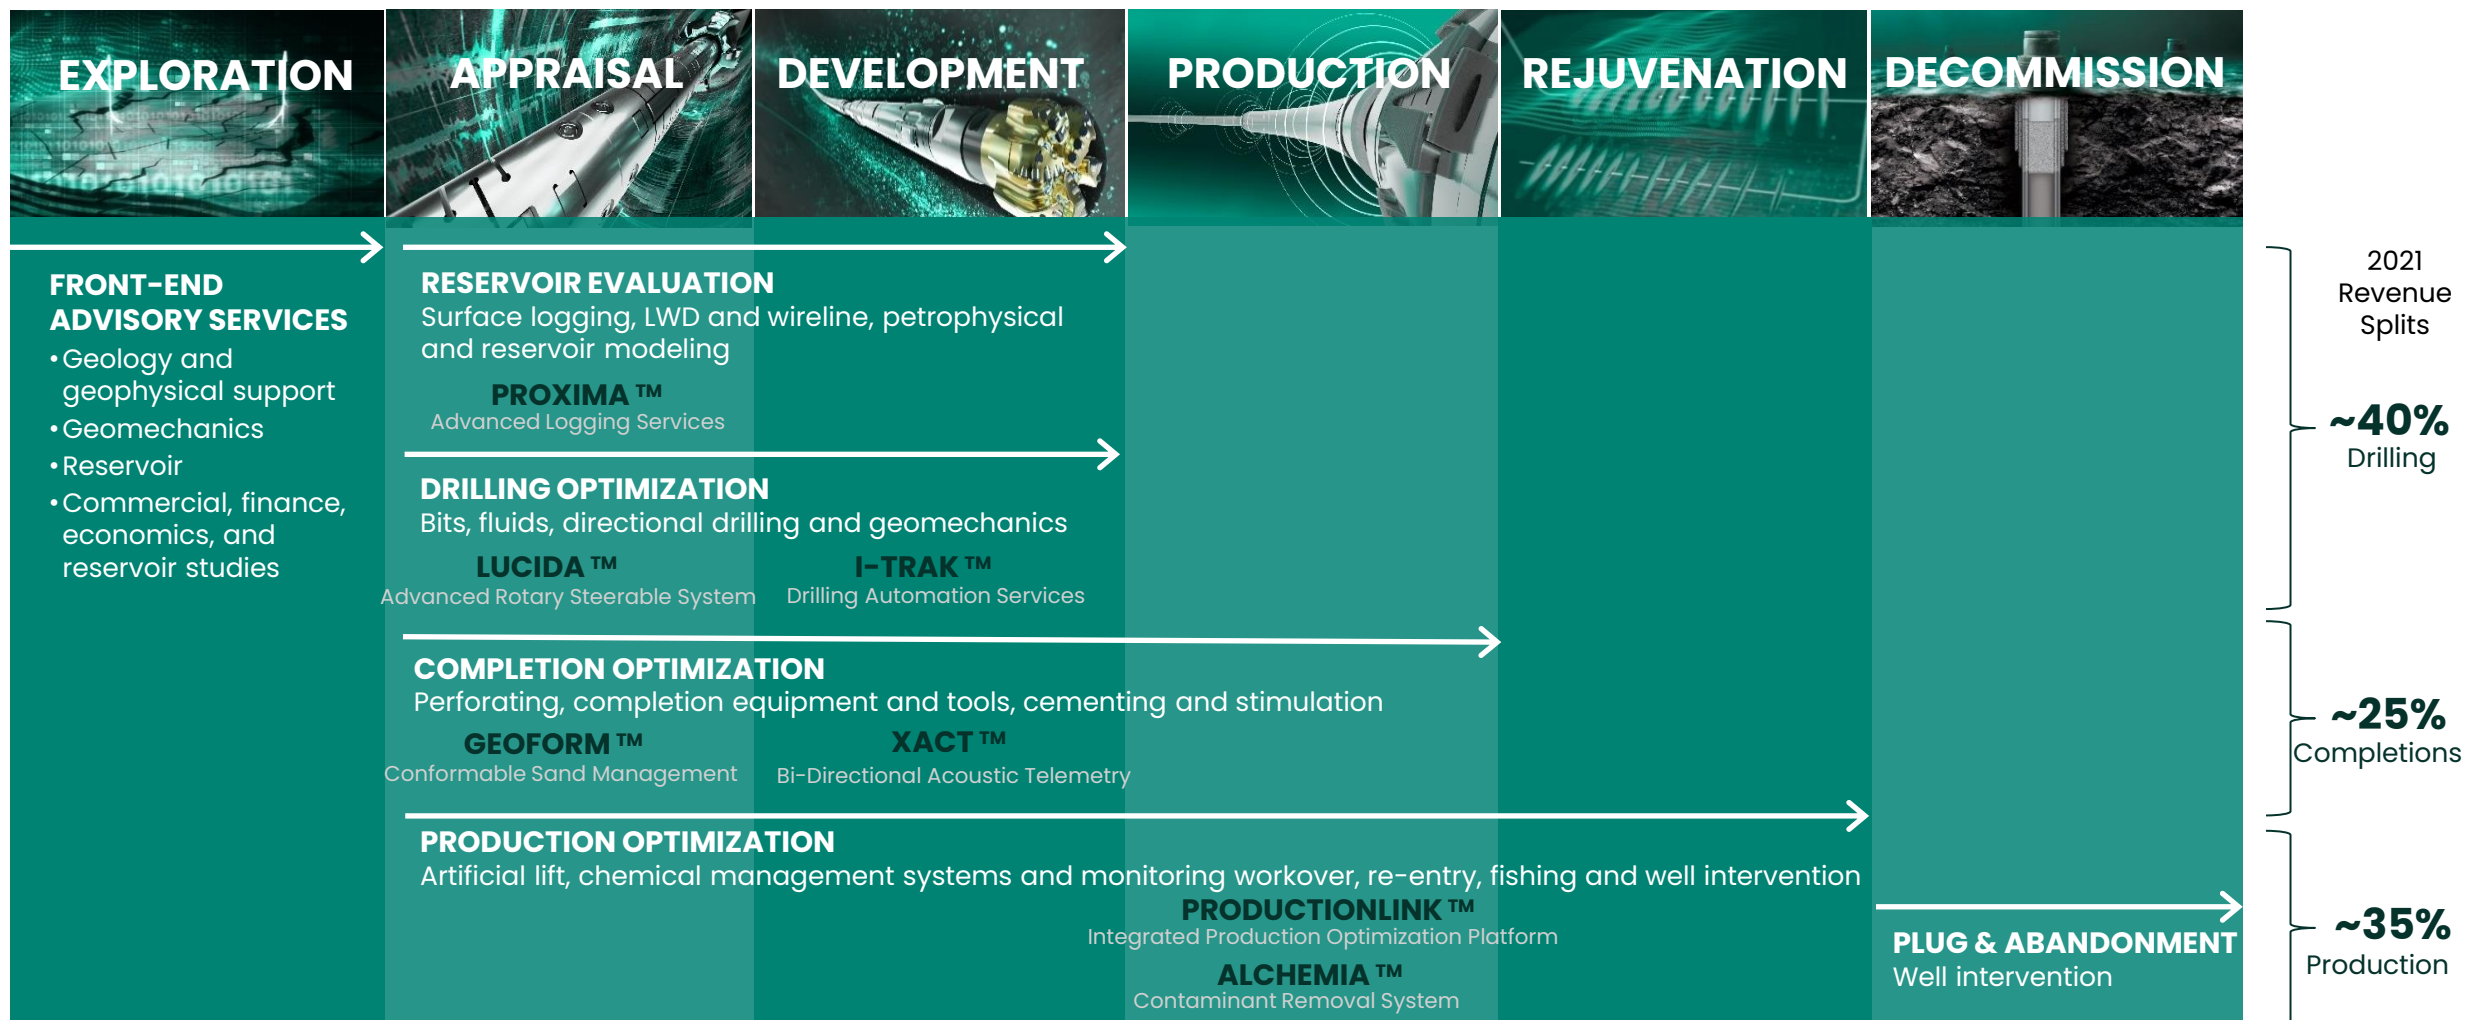 EXPLORATION
APPRAISAL
DEVELOPMENT
PRODUCTION
REJUVENATION
DECOMMISSION
FRONT-END
ADVISORY SERVICES
• Geology and
geophysical support
• Geomechanics
• Reservoir
• Commercial, finance,
economics, and
reservoir studies
RESERVOIR EVALUATION
Surface logging, LWD and wireline, petrophysical
and reservoir modeling
PROXIMA ™
Advanced Logging Services
DRILLING OPTIMIZATION
Bits, fluids, directional drilling and geomechanics
LUCIDA ™
Advanced Rotary Steerable System
I-TRAK ™
Drilling Automation Services
COMPLETION OPTIMIZATION
Perforating, completion equipment and tools, cementing and stimulation
GEOFORM ™
Conformable Sand Management
XACT ™
Bi-Directional Acoustic Telemetry
PRODUCTION OPTIMIZATION
Artificial lift, chemical management systems and monitoring workover, re-entry, fishing and well intervention
PRODUCTIONLINK ™
Integrated Production Optimization Platform
ALCHEMIA ™
Contaminant Removal System
PLUG & ABANDONMENT
Well intervention
2021
Revenue
Splits
~40%
Drilling
~25%
Completions
~35%
Production